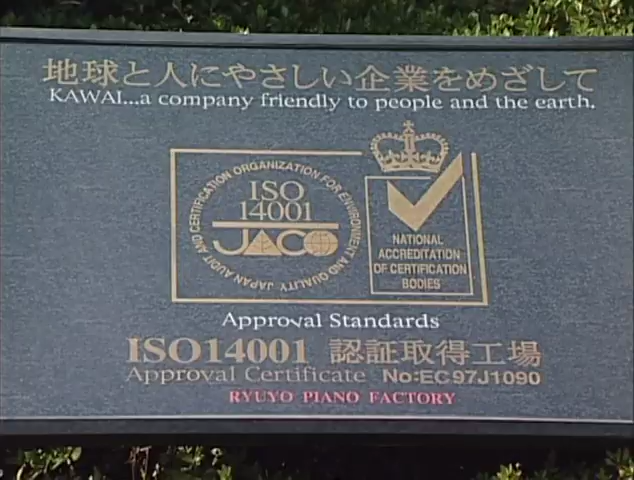 地球と人にやさしい企業をめざして
KAWAI...a company friendly to people and the earth.
JAPAN AUDIT AND CERTIFICATION ORGANIZATION FOR ENVIRONMENT AND QUALITY
ISO
14001
JACO
NATIONAL
ACCREDITATION
OF CERTIFICATION
BODIES
Approval Standards
ISO14001 認証取得工場
Approval Certificate No:EC97J1090
RYUYO PIANO FACTORY